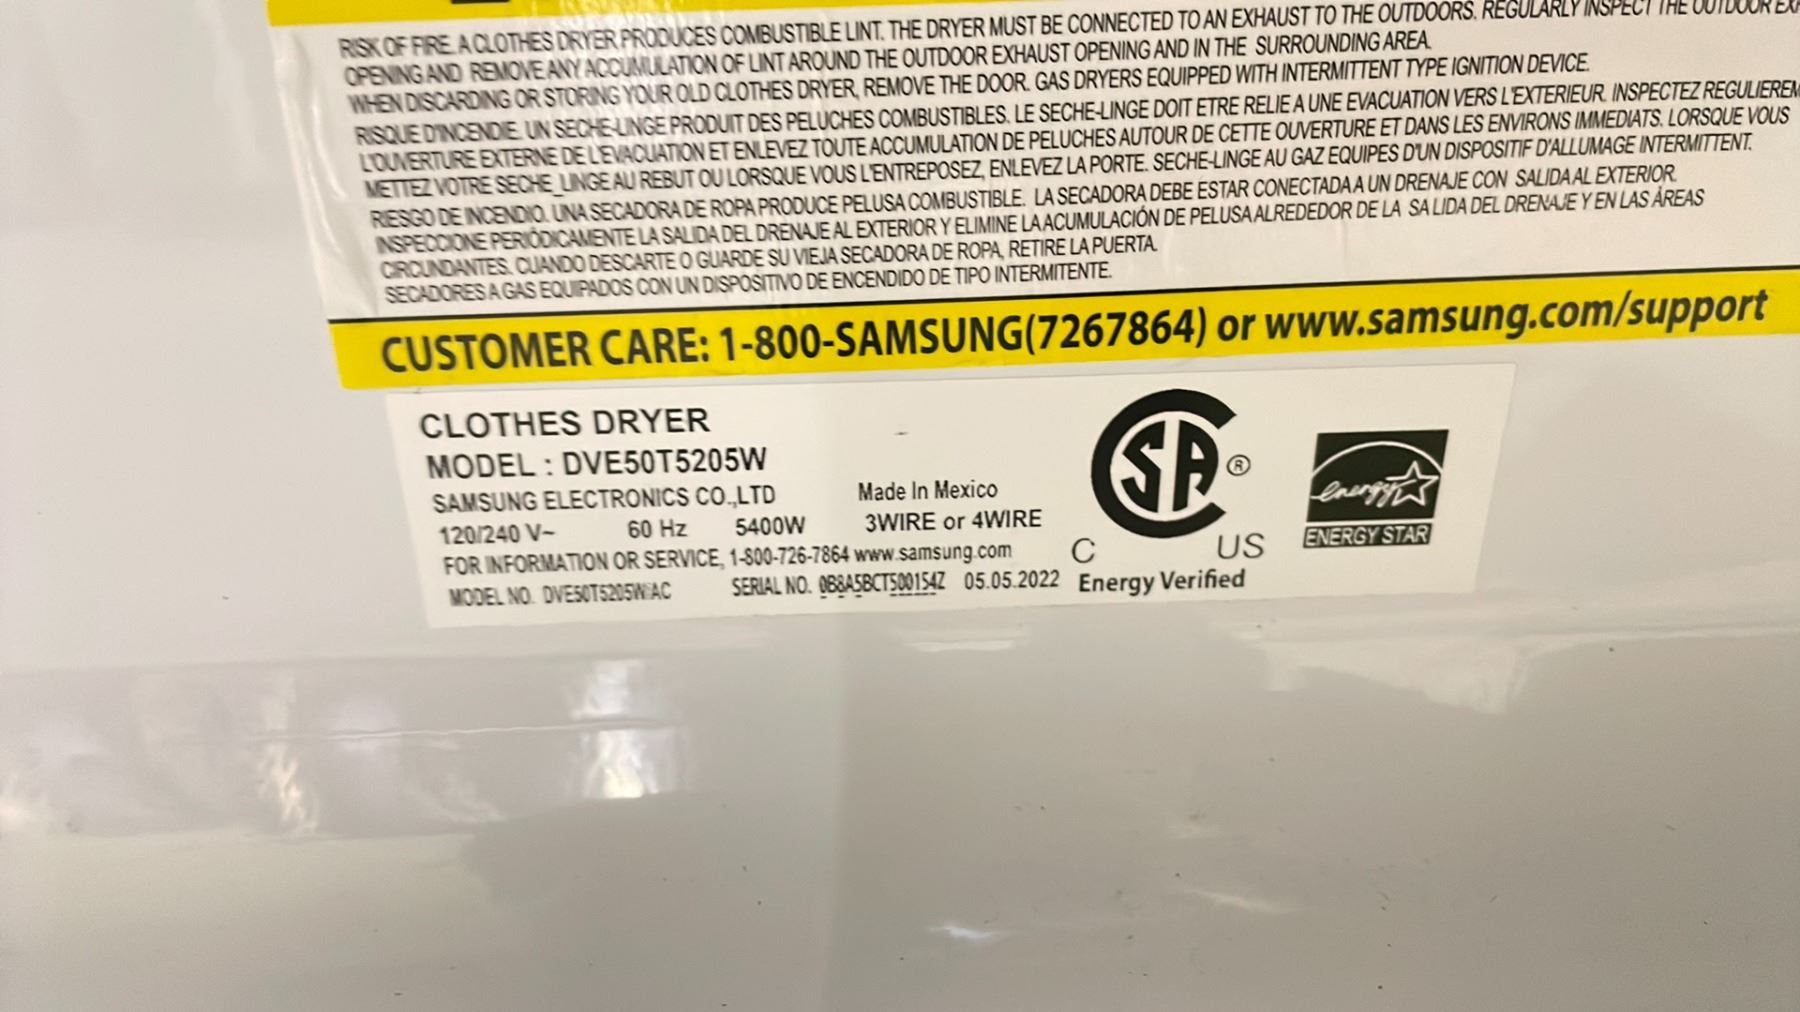 RISK OF FIRE. A CLOTHES DRYER PRODUCES COMBUSTIBLE LINT. THE DRYER MUST BE CONNECTED TO AN EXHAUST TO THE OUTDOORS. REGULARLY INSPECT THE OUTDOOR
OPENING AND REMOVE ANY ACCUMULATION OF LINT AROUND THE OUTDOOR EXHAUST OPENING AND IN THE SURROUNDING AREA.
WHEN DISCARDING OR STORING YOUR OLD CLOTHES DRYER, REMOVE THE DOOR. GAS DRYERS EQUIPPED WITH INTERMITTENT TYPE IGNITION DEVICE.
RISQUE D'INCENDIE. UN SECHE-LINGE PRODUIT DES PELUCHES COMBUSTIBLES. LE SECHE-LINGE DOIT ETRE RELIE A UNE EVACUATION VERS L'EXTERIEUR. INSPECTEZ REGULIEREM
L'OUVERTURE EXTERNE DE L'EVACUATION ET ENLEVEZ TOUTE ACCUMULATION DE PELUCHES AUTOUR DE CETTE OUVERTURE ET DANS LES ENVIRONS IMMEDIATS. LORSQUE VOUS
METTEZ VOTRE SECHE_LINGE AU REBUT OU LORSQUE VOUS L'ENTREPOSEZ, ENLEVEZ LA PORTE. SECHE-LINGE AU GAZ EQUIPES D'UN DISPOSITIF D'ALLUMAGE INTERMITTENT.
RIESGO DE INCENDIO. UNA SECADORA DE ROPA PRODUCE PELUSA COMBUSTIBLE. LA SECADORA DEBE ESTAR CONECTADA A UN DRENAJE CON SALIDA AL EXTERIOR.
INSPECCIONE PERIÓDICAMENTE LA SALIDA DEL DRENAJE AL EXTERIOR Y ELIMINE LA ACUMULACIÓN DE PELUSA ALREDEDOR DE LA SALIDA DEL DRENAJE Y EN LAS ÁREAS
CIRCUNDANTES. CUANDO DESCARTE O GUARDE SU VIEJA SECADORA DE ROPA, RETIRE LA PUERTA.
SECADORES A GAS EQUIPADOS CON UN DISPOSITIVO DE ENCENDIDO DE TIPO INTERMITENTE.
CUSTOMER CARE: 1-800-SAMSUNG(7267864) or www.samsung.com/support
CLOTHES DRYER
MODEL : DVE50T5205W
SAMSUNG ELECTRONICS CO.,LTD Made In Mexico
120/240 V~ 60 Hz 5400W 3WIRE or 4WIRE
FOR INFORMATION OR SERVICE, 1-800-726-7864 www.samsung.com
MODEL NO. DVE50T5205W/AC SERIAL NO. 0B8A5BCT500154Z 05.05.2022
SA ®
C US
Energy Verified
energy
ENERGY STAR